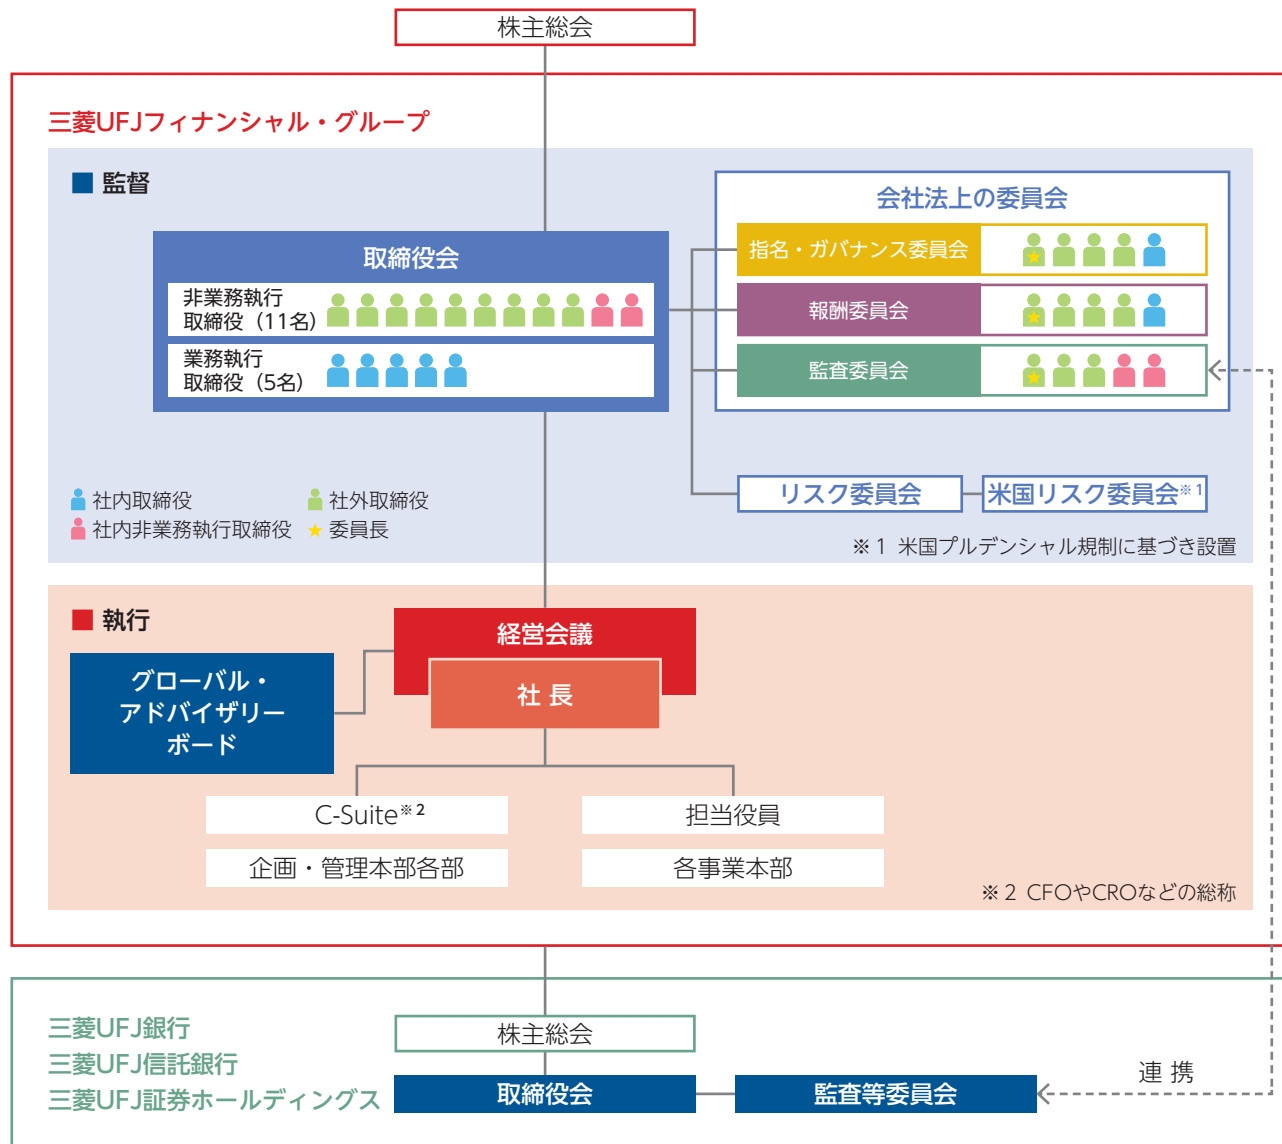 株主総会
三菱UFJフィナンシャル・グループ
■ 監督
会社法上の委員会
取締役会
指名・ガバナンス委員会
非業務執行
取締役（11名）
報酬委員会
業務執行
取締役（5名）
監査委員会
社内取締役
社外取締役
社内非業務執行取締役
★ 委員長
リスク委員会
米国リスク委員会※1
※1 米国プルデンシャル規制に基づき設置
■ 執行
経営会議
社 長
グローバル・
アドバイザリー
ボード
C-Suite※2
担当役員
企画・管理本部各部
各事業本部
※2 CFOやCROなどの総称
三菱UFJ銀行
三菱UFJ信託銀行
三菱UFJ証券ホールディングス
株主総会
取締役会
監査等委員会
連 携